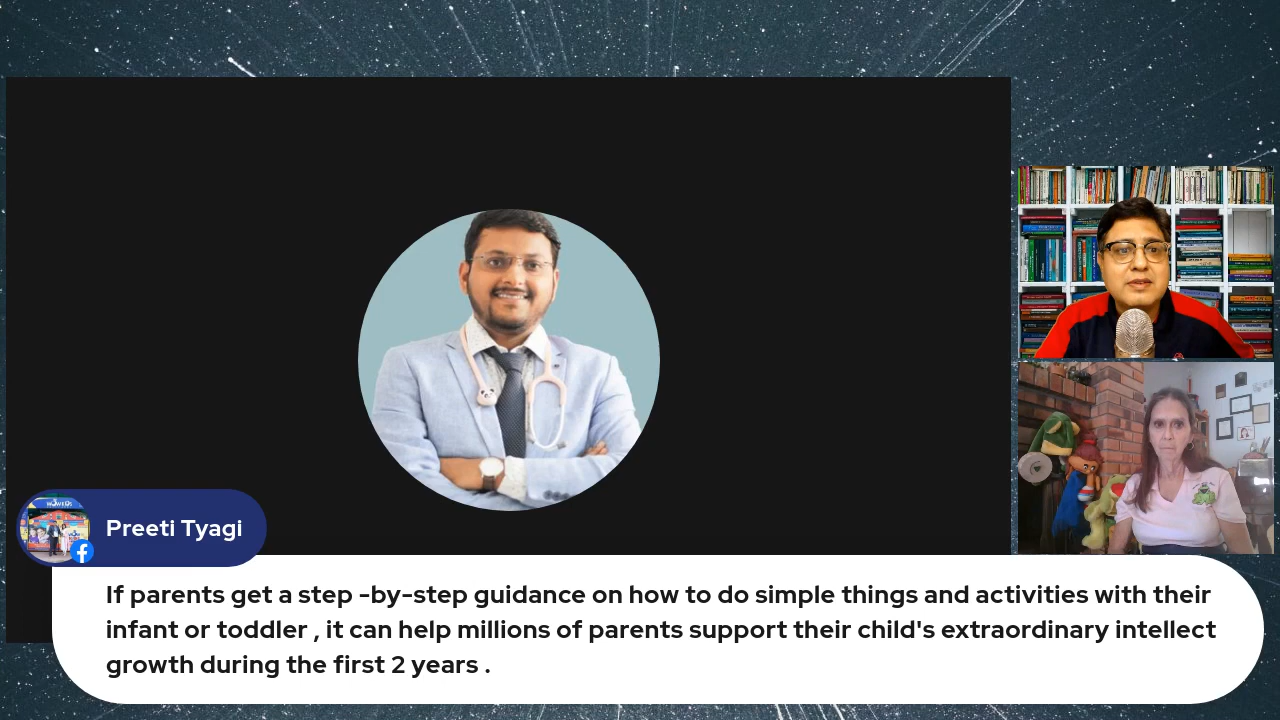 Preeti Tyagi
If parents get a step -by-step guidance on how to do simple things and activities with their
infant or toddler , it can help millions of parents support their child's extraordinary intellect
growth during the first 2 years .